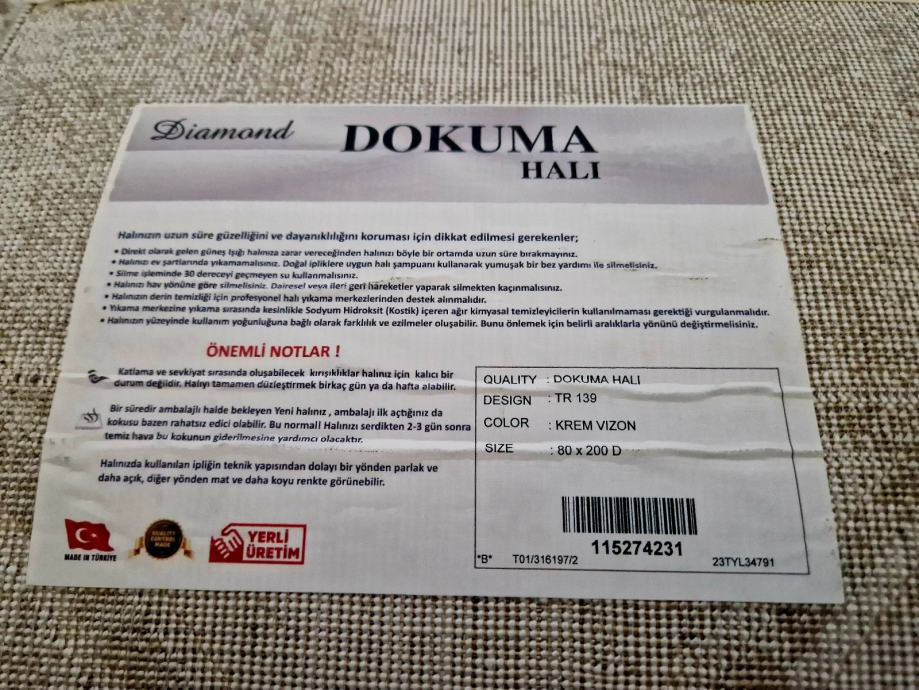 Diamond
DOKUMA
HALI
Halınızın uzun süre güzelliğini ve dayanıklılığını koruması için dikkat edilmesi gerekenler;
• Direkt olarak gelen güneş Işığı halınıza zarar vereceğinden halınızı böyle bir ortamda uzun süre bırakmayınız.
• Halınızı ev şartlarında yıkamamalısınız. Doğal ipliklere uygun halı şampuanı kullanarak yumuşak bir bez yardımı ile silmelisiniz.
• Silme işleminde 30 dereceyi geçmeyen su kullanmalısınız.
• Halınızı hav yönüne göre silmelisiniz. Dairesel veya ileri geri hareketler yaparak silmekten kaçınmalısınız.
• Halınızın derin temizliği için profesyonel halı yıkama merkezlerinden destek alınmalıdır.
• Yıkama merkezine yıkama sırasında kesinlikle Sodyum Hidroksit (Kostik) içeren ağır kimyasal temizleyicilerin kullanılmaması gerektiği vurgulanmalıdır.
• Halınızın yüzeyinde kullanım yoğunluğuna bağlı olarak farklılık ve ezilmeler oluşabilir. Bunu önlemek için belirli aralıklarla yönünü değiştirmelisiniz.
ÖNEMLİ NOTLAR !
Katlama ve sevkiyat sırasında oluşabilecek kırışıklıklar halınız için kalıcı bir
durum değildir. Halıyı tamamen düzleştirmek birkaç gün ya da hafta alabilir.
Bir süredir ambalajlı halde bekleyen Yeni halınız , ambalajı ilk açtığınız da
kokusu bazen rahatsız edici olabilir. Bu normal! Halınızı serdikten 2-3 gün sonra
temiz hava bu kokunun giderilmesine yardımcı olacaktır.
Halınızda kullanılan ipliğin teknik yapısından dolayı bir yönden parlak ve
daha açık, diğer yönden mat ve daha koyu renkte görünebilir.
QUALITY : DOKUMA HALI
DESIGN : TR 139
COLOR : KREM VIZON
SIZE : 80 x 200 D
115274231
*B* T01/316197/2 23TYL34791
MADE IN TÜRKİYE
QUALITY
CONTROL
MADE
YERLİ
ÜRETİM